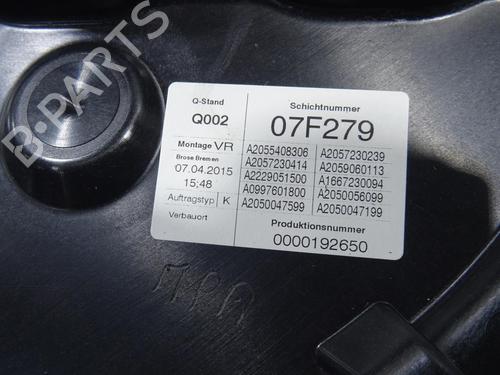 B-PARTS
Q-Stand
Q002
Schichtnummer
07F279
Montage VR
Brose Bremen
07.04.2015
15:48
Auftragstyp K
Verbauort
A2055408306 A2057230239
A2057230414 A2059060113
A2229051500 A1667230094
A0997601800 A2050056099
A2050047599 A2050047199
Produktionsnummer
0000192650